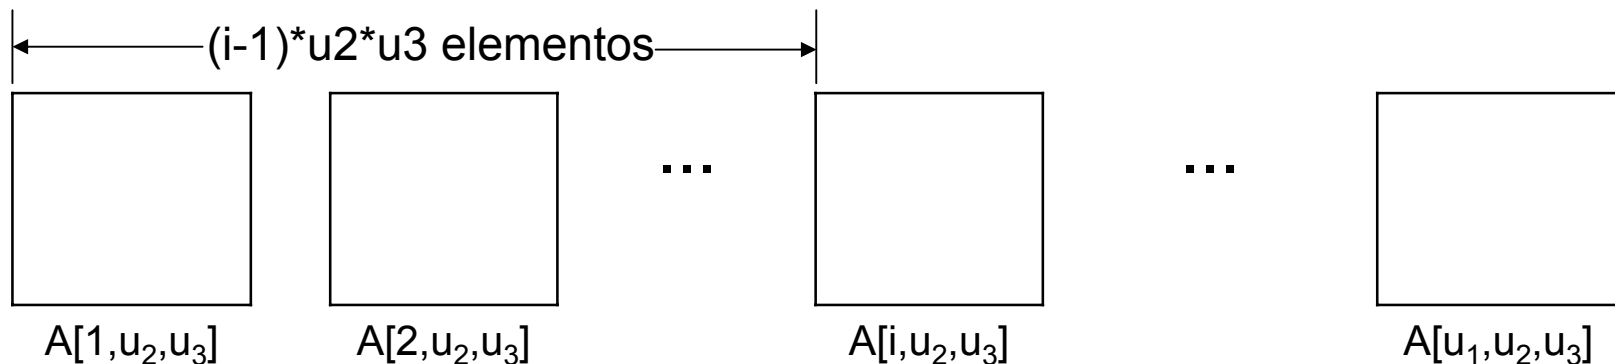 (i-1)*u2*u3 elementos
... ...
A[1,u₂,u₃] A[2,u₂,u₃] A[i,u₂,u₃] A[u₁,u₂,u₃]